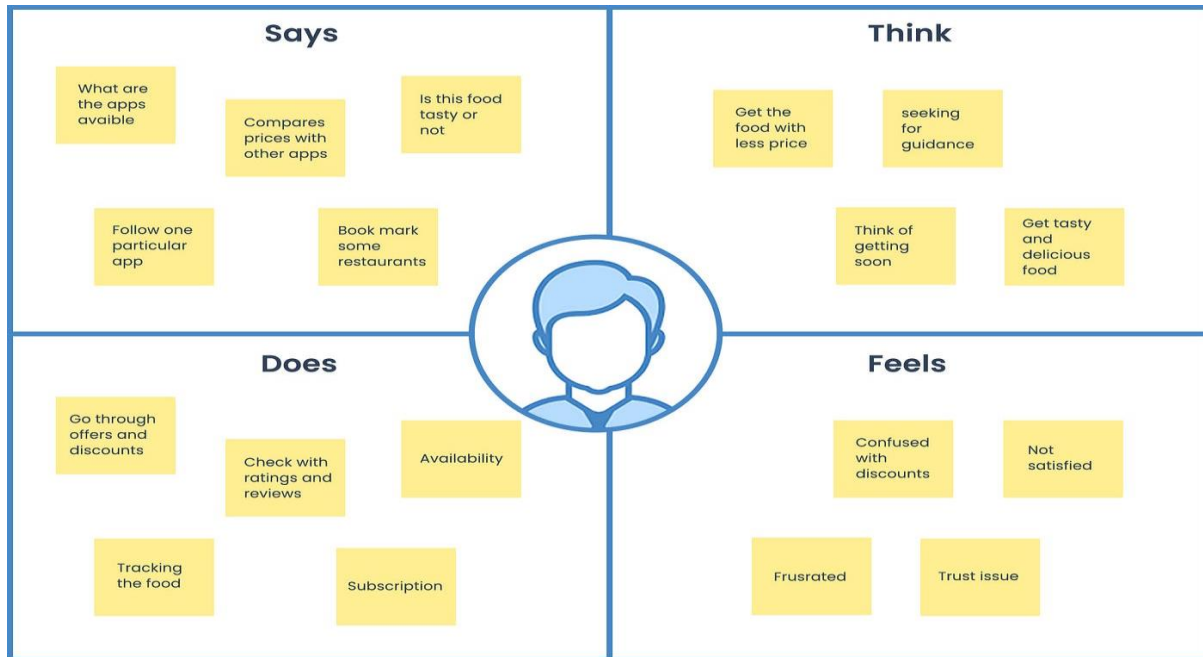 Says
What are
the apps
avaible
Compares
prices with
other apps
Is this food
tasty or
not
Follow one
particular
app
Book mark
some
restaurants
Think
Get the
food with
less price
seeking
for
guidance
Think of
getting
soon
Get tasty
and
delicious
food
Does
Go through
offers and
discounts
Check with
ratings and
reviews
Availability
Tracking
the food
Subscription
Feels
Confused
with
discounts
Not
satisfied
Frusrated
Trust issue